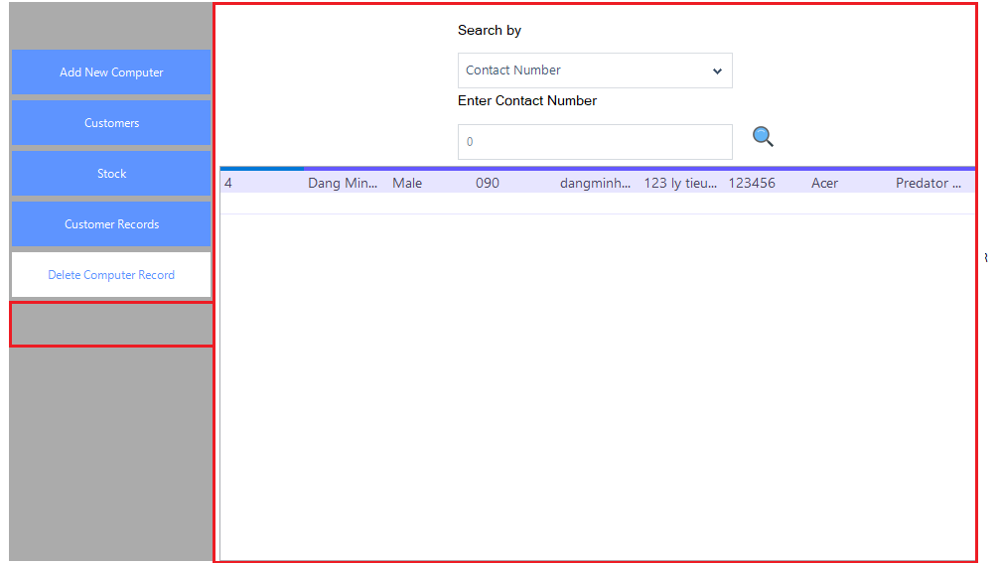 Add New Computer
Customers
Stock
Customer Records
Delete Computer Record
Search by
Contact Number
Enter Contact Number
0
4 Dang Min... Male 090 dangminh... 123 ly tieu... 123456 Acer Predator ...